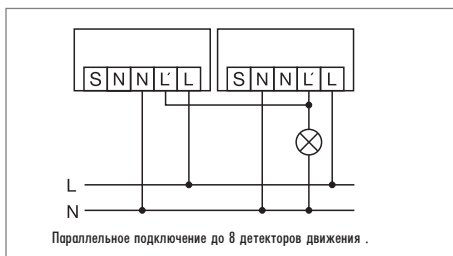 S N N L' L S N N L' L
L
N
Параллельное подключение до 8 детекторов движения .